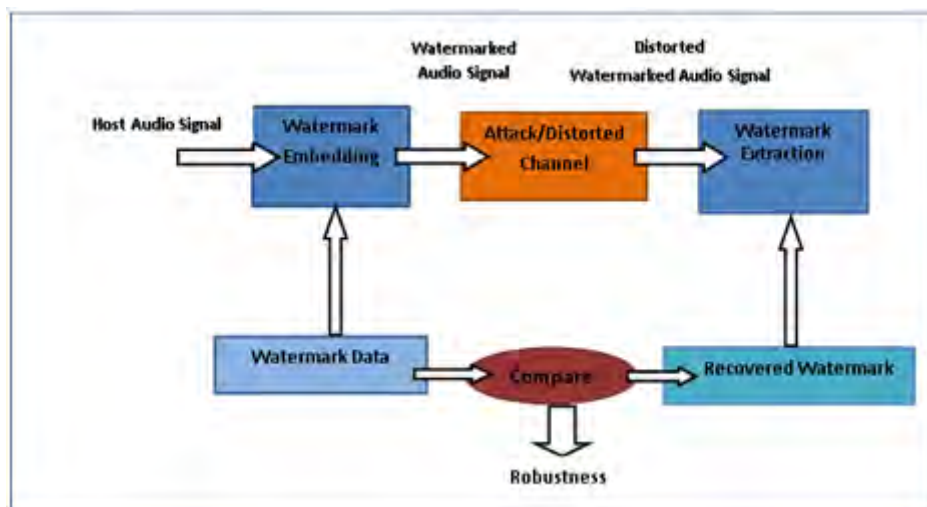 Watermarked
Audio Signal
Distorted
Watermarked Audio Signal
Host Audio Signal
Watermark
Embedding
Attack/Distorted
Channel
Watermark
Extraction
Watermark Data
Compare
Recovered Watermark
Robustness